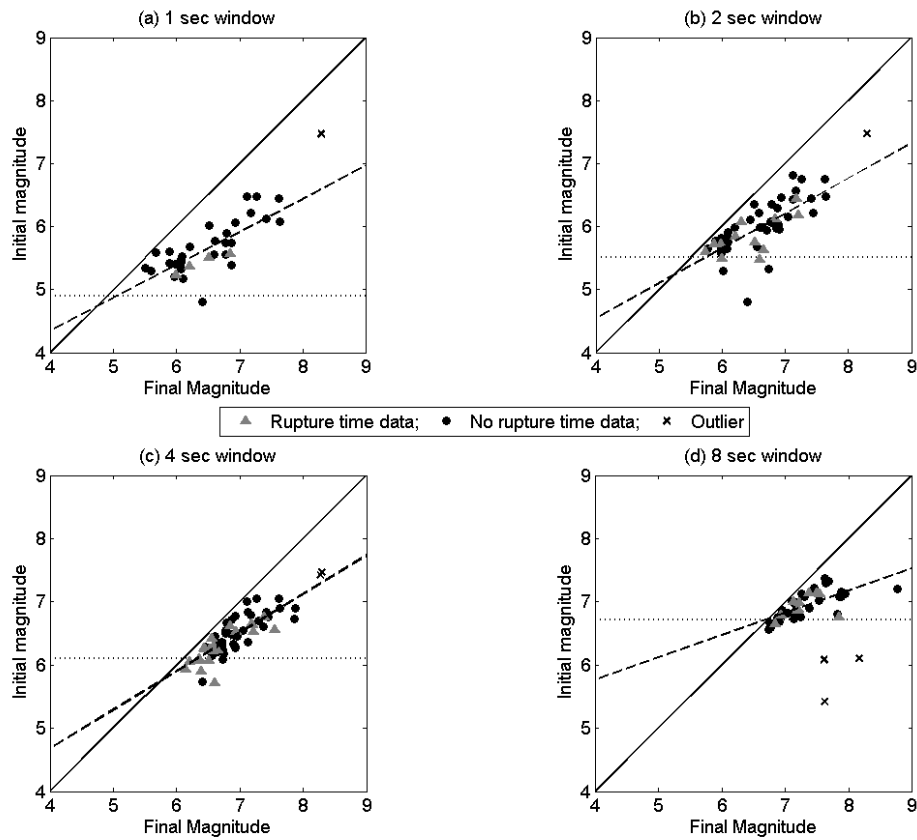 (a) 1 sec window
9
8
7
6
5
4
4 5 6 7 8 9
Initial magnitude
Final Magnitude
(b) 2 sec window
9
8
7
6
5
4
4 5 6 7 8 9
Initial magnitude
Final Magnitude
Rupture time data; No rupture time data; Outlier
(c) 4 sec window
9
8
7
6
5
4
4 5 6 7 8 9
Initial magnitude
Final Magnitude
(d) 8 sec window
9
8
7
6
5
4
4 5 6 7 8 9
Initial magnitude
Final Magnitude